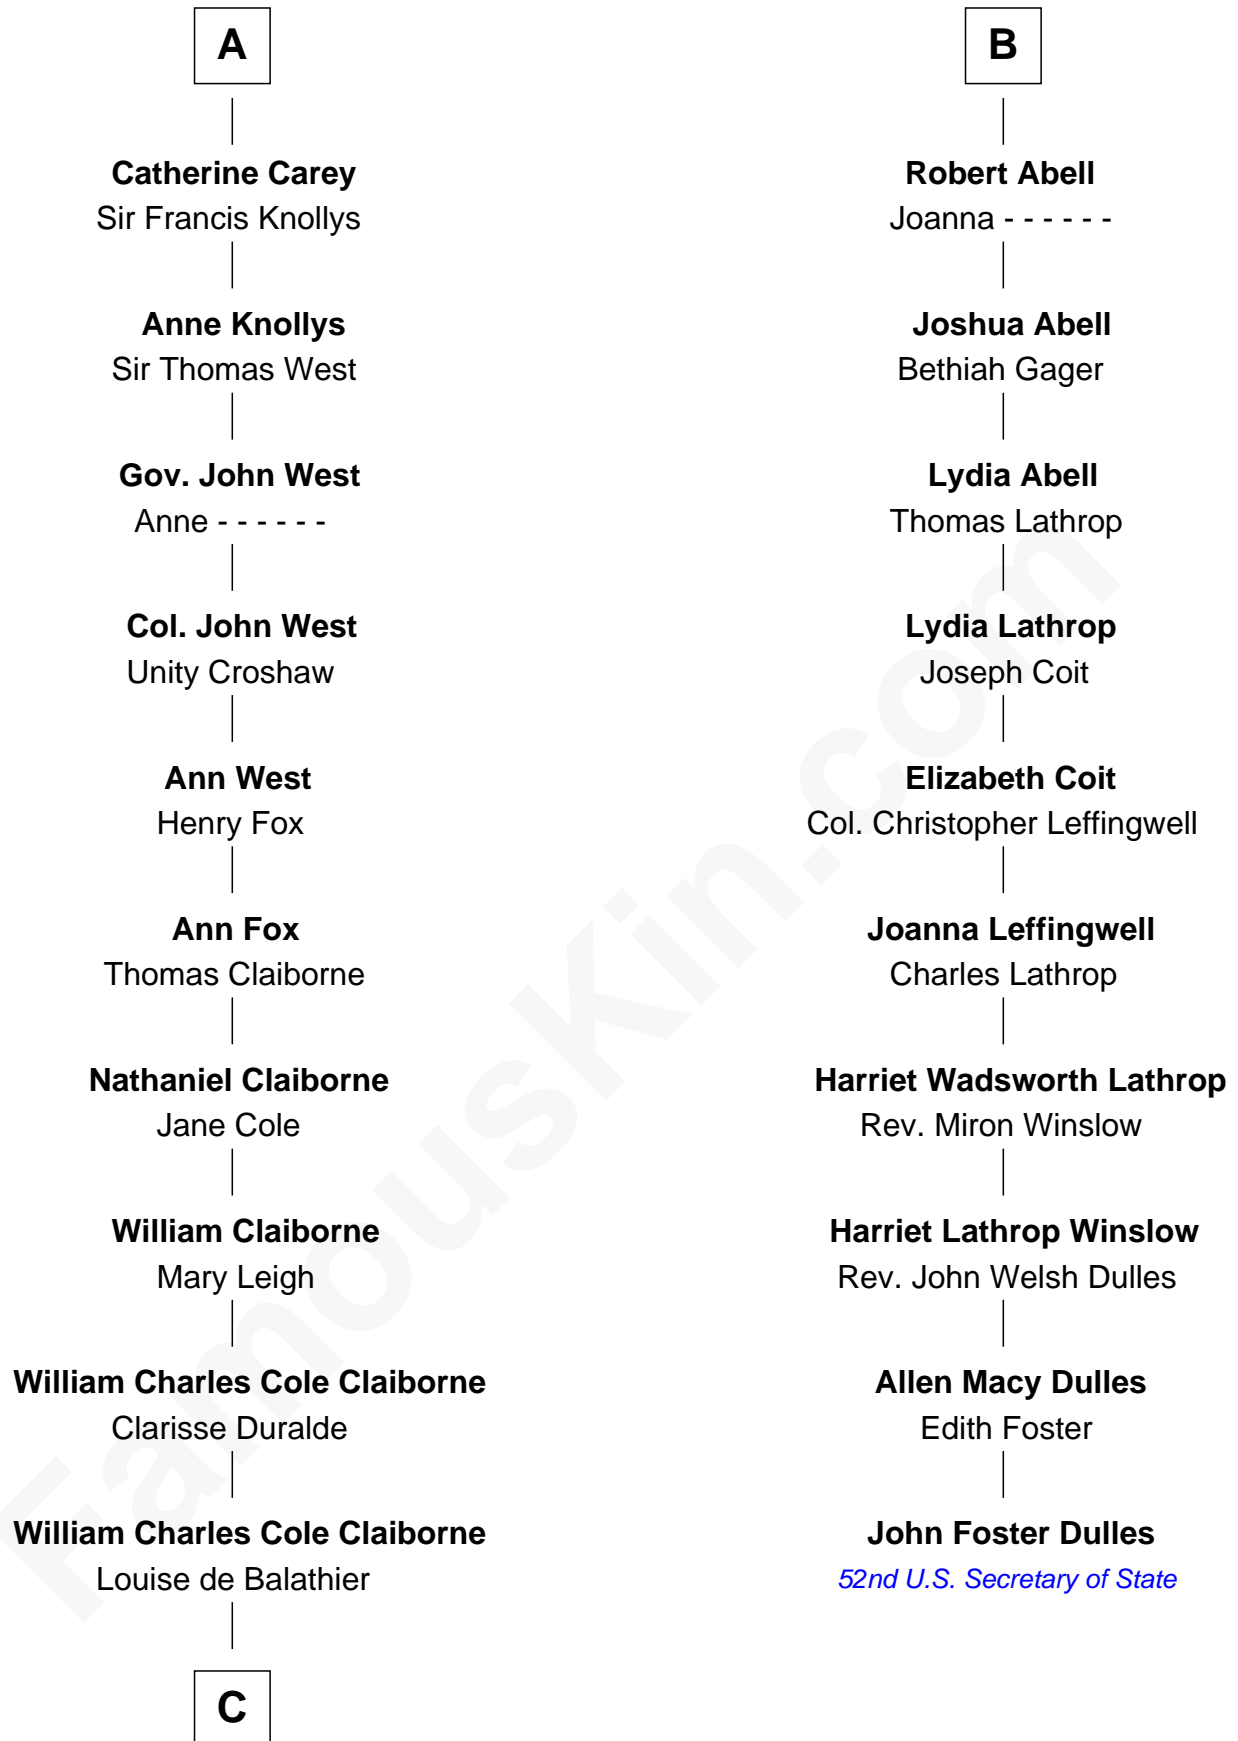 A
Catherine Carey
Sir Francis Knollys
Anne Knollys
Sir Thomas West
Gov. John West
Anne - - - - - -
Col. John West
Unity Croshaw
Ann West
Henry Fox
Ann Fox
Thomas Claiborne
Nathaniel Claiborne
Jane Cole
William Claiborne
Mary Leigh
William Charles Cole Claiborne
Clarisse Duralde
William Charles Cole Claiborne
Louise de Balathier
C
B
Robert Abell
Joanna - - - - - -
Joshua Abell
Bethiah Gager
Lydia Abell
Thomas Lathrop
Lydia Lathrop
Joseph Coit
Elizabeth Coit
Col. Christopher Leffingwell
Joanna Leffingwell
Charles Lathrop
Harriet Wadsworth Lathrop
Rev. Miron Winslow
Harriet Lathrop Winslow
Rev. John Welsh Dulles
Allen Macy Dulles
Edith Foster
John Foster Dulles
52nd U.S. Secretary of State
FamousKin.com